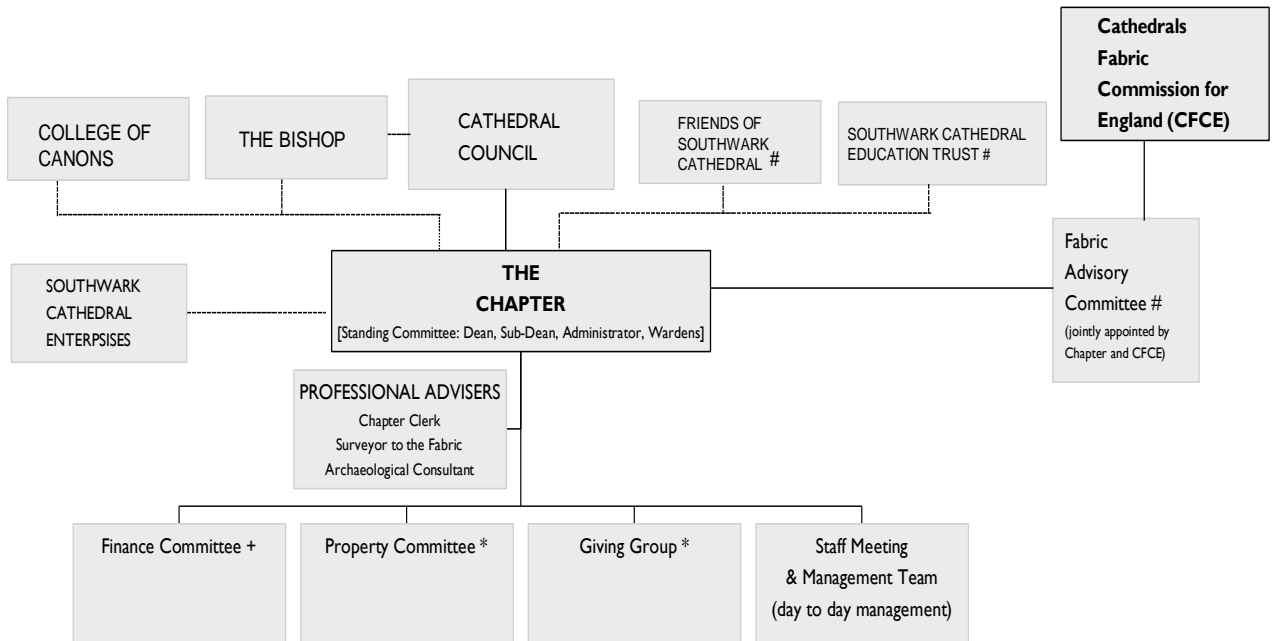 Cathedrals
Fabric
Commission for
England (CFCE)
COLLEGE OF
CANONS
THE BISHOP
CATHEDRAL
COUNCIL
FRIENDS OF
SOUTHWARK
CATHEDRAL #
SOUTHWARK CATHEDRAL
EDUCATION TRUST #
Fabric
Advisory
Committee #
(jointly appointed by
Chapter and CFCE)
SOUTHWARK
CATHEDRAL
ENTERPSISES
THE
CHAPTER
[Standing Committee: Dean, Sub-Dean, Administrator, Wardens]
PROFESSIONAL ADVISERS
Chapter Clerk
Surveyor to the Fabric
Archaeological Consultant
Finance Committee +
Property Committee *
Giving Group *
Staff Meeting
& Management Team
(day to day management)